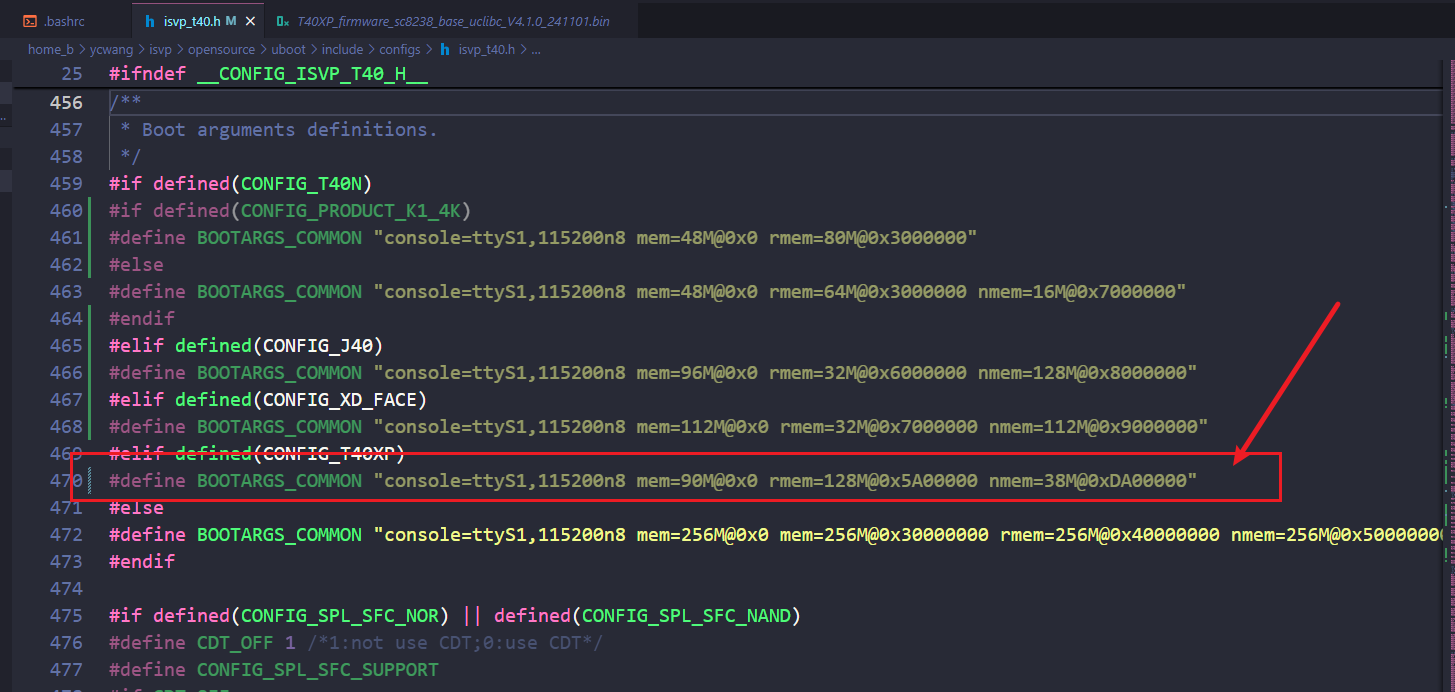 .bashrc
isvp_t40.h M
T40XP_firmware_sc8238_base_uclibc_V4.1.0_241101.bin
home_b > ycwang > isvp > opensource > uboot > include > configs > isvp_t40.h > ...
25 #ifndef __CONFIG_ISVP_T40_H__
456 /**
457 * Boot arguments definitions.
458 */
459 #if defined(CONFIG_T40N)
460 #if defined(CONFIG_PRODUCT_K1_4K)
461 #define BOOTARGS_COMMON "console=ttyS1,115200n8 mem=48M@0x0 rmem=80M@0x3000000"
462 #else
463 #define BOOTARGS_COMMON "console=ttyS1,115200n8 mem=48M@0x0 rmem=64M@0x3000000 nmem=16M@0x7000000"
464 #endif
465 #elif defined(CONFIG_J40)
466 #define BOOTARGS_COMMON "console=ttyS1,115200n8 mem=96M@0x0 rmem=32M@0x6000000 nmem=128M@0x8000000"
467 #elif defined(CONFIG_XD_FACE)
468 #define BOOTARGS_COMMON "console=ttyS1,115200n8 mem=112M@0x0 rmem=32M@0x7000000 nmem=112M@0x9000000"
469 #elif defined(CONFIG_T40XP)
470 #define BOOTARGS_COMMON "console=ttyS1,115200n8 mem=90M@0x0 rmem=128M@0x5A00000 nmem=38M@0xDA00000"
471 #else
472 #define BOOTARGS_COMMON "console=ttyS1,115200n8 mem=256M@0x0 mem=256M@0x30000000 rmem=256M@0x40000000 nmem=256M@0x5000000
473 #endif
474
475 #if defined(CONFIG_SPL_SFC_NOR) || defined(CONFIG_SPL_SFC_NAND)
476 #define CDT_OFF 1 /*1:not use CDT;0:use CDT*/
477 #define CONFIG_SPL_SFC_SUPPORT